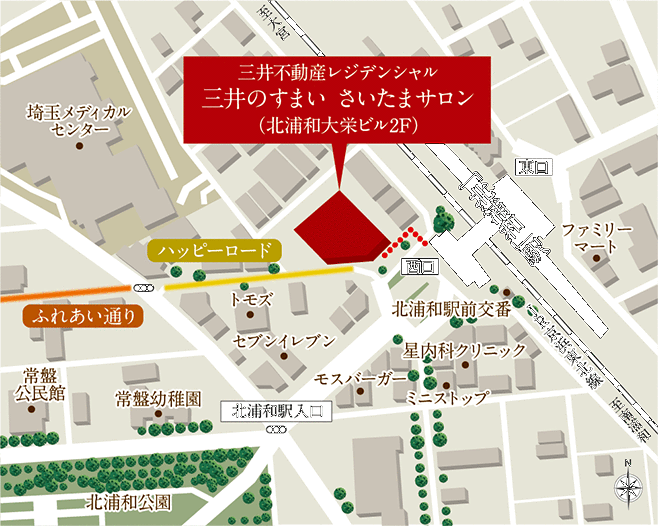 至大宮
三井不動産レジデンシャル
三井のすまい さいたまサロン
（北浦和大栄ビル2F）
埼玉メディカル
センター
東口
「北浦和」駅
ファミリー
マート
ハッピーロード
西口
ふれあい通り
トモズ
北浦和駅前交番
JR京浜東北線
セブンイレブン
星内科クリニック
常盤
公民館
モスバーガー
常盤幼稚園
ミニストップ
北浦和駅入口
至南浦和
北浦和公園
N